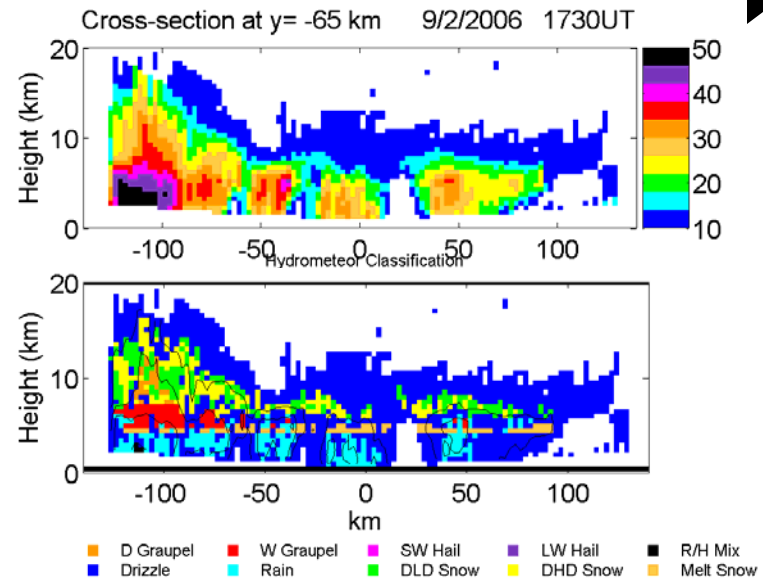 Cross-section at y= -65 km 9/2/2006 1730UT
20
10
0
Height (km)
-100 -50 0 50 100
50
40
30
20
10
Hydrometeor Classification
20
10
0
Height (km)
-100 -50 0 50 100
km
D Graupel W Graupel SW Hail LW Hail R/H Mix
Drizzle Rain DLD Snow DHD Snow Melt Snow